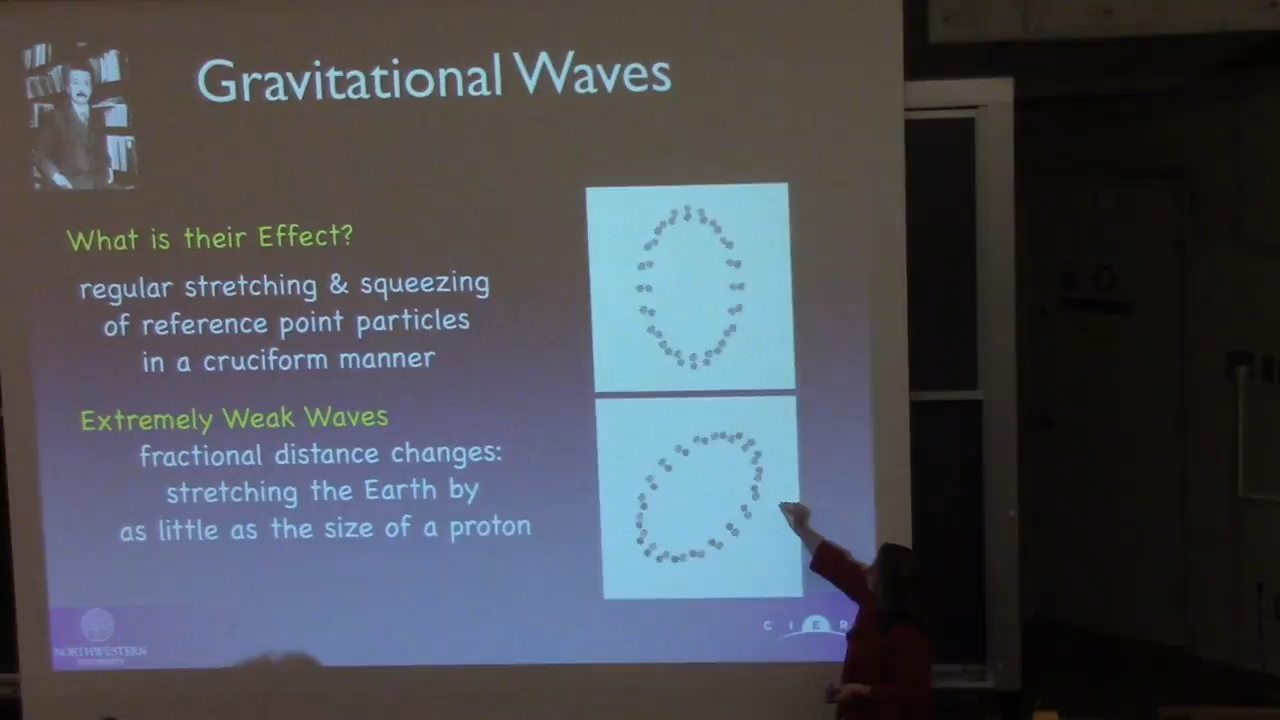 Gravitational Waves
What is their Effect?
regular stretching & squeezing
of reference point particles
in a cruciform manner
Extremely Weak Waves
fractional distance changes:
stretching the Earth by
as little as the size of a proton
NORTHWESTERN
UNIVERSITY
C I E R